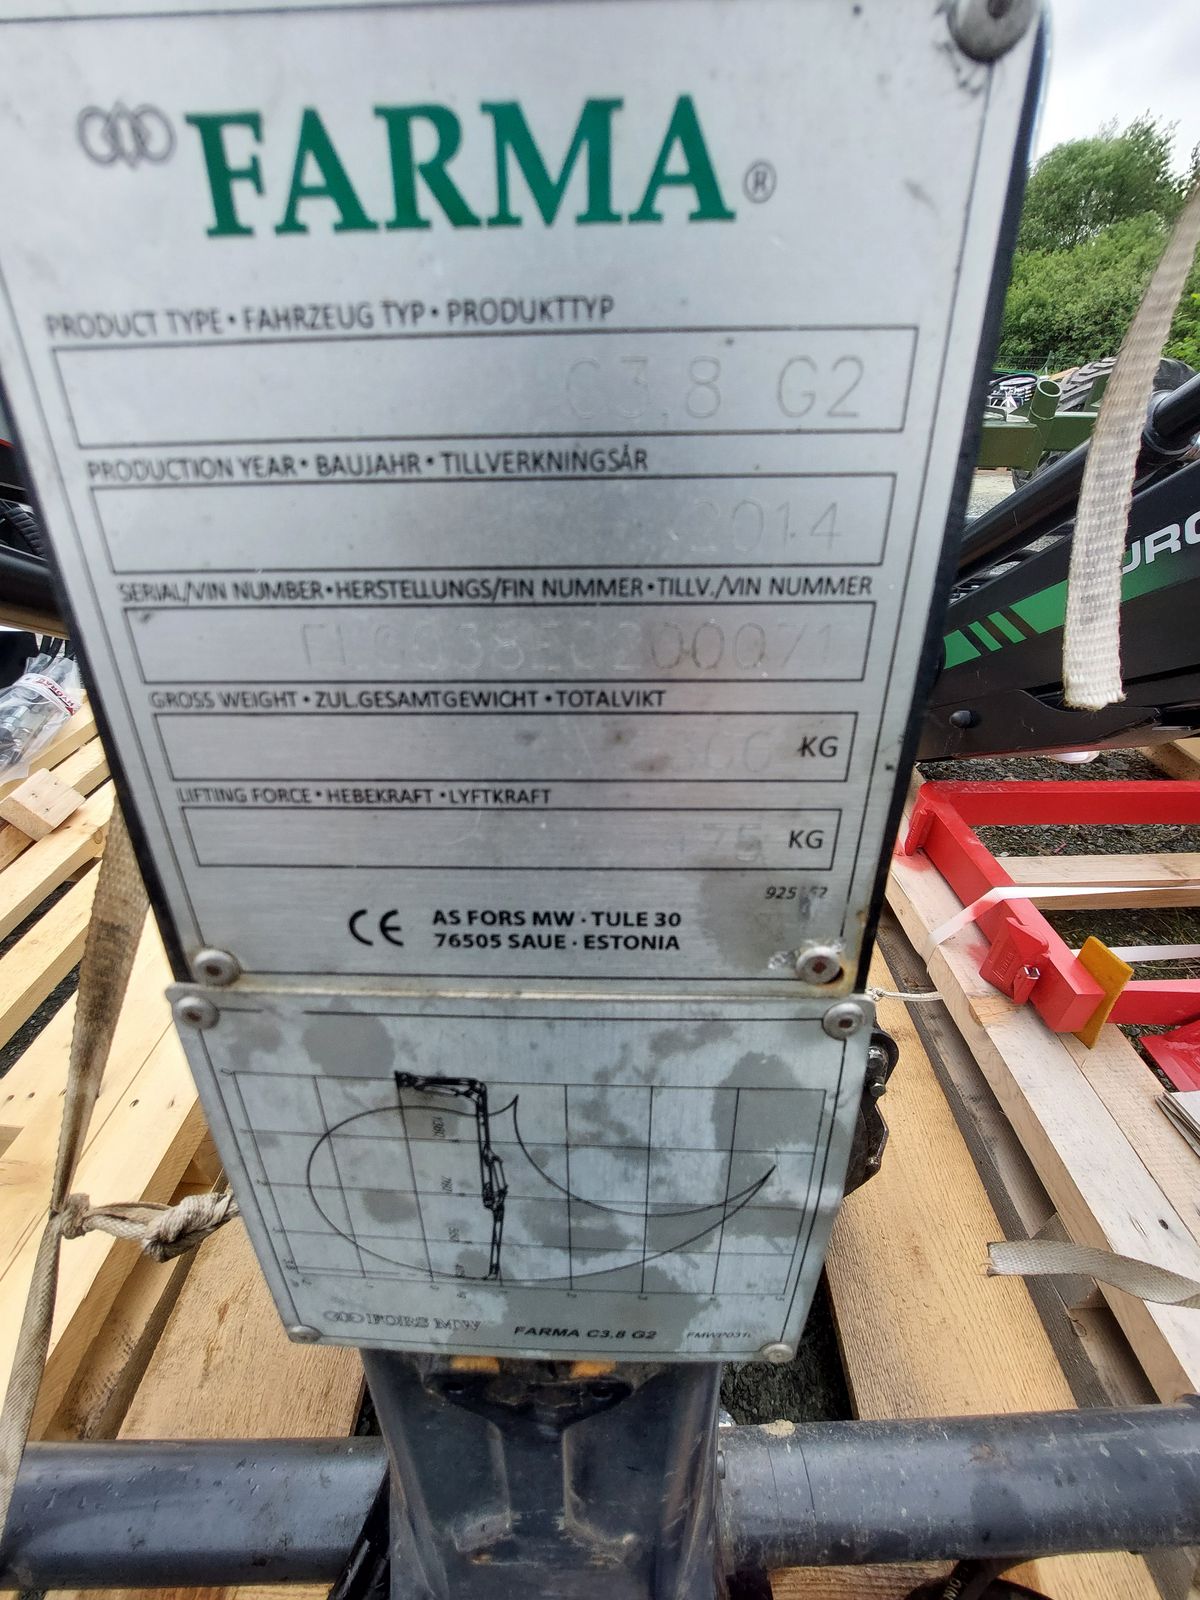 FARMA®
PRODUCT TYPE • FAHRZEUG TYP • PRODUKTTYP
C3.8 G2
PRODUCTION YEAR • BAUJAHR • TILLVERKNINGSÅR
2014
SERIAL/VIN NUMBER • HERSTELLUNGS/FIN NUMMER • TILLV./VIN NUMMER
GROSS WEIGHT • ZUL.GESAMTGEWICHT • TOTALVIKT
KG
LIFTING FORCE • HEBEKRAFT • LYFTKRAFT
KG
CE AS FORS MW · TULE 30
76505 SAUE · ESTONIA
FORS MW FARMA C3.8 G2